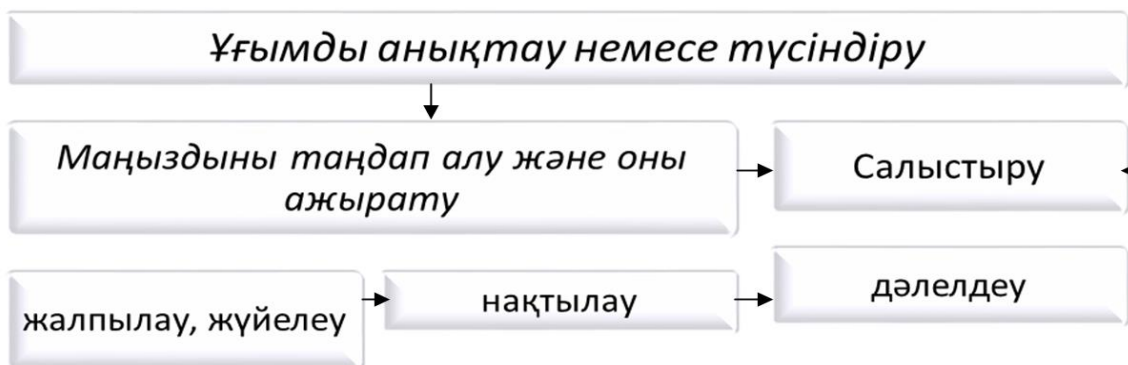 Ұғымды анықтау немесе түсіндіру
Маңыздыны таңдап алу және оны
ажырату
Салыстыру
жалпылау, жүйелеу
нақтылау
дәлелдеу